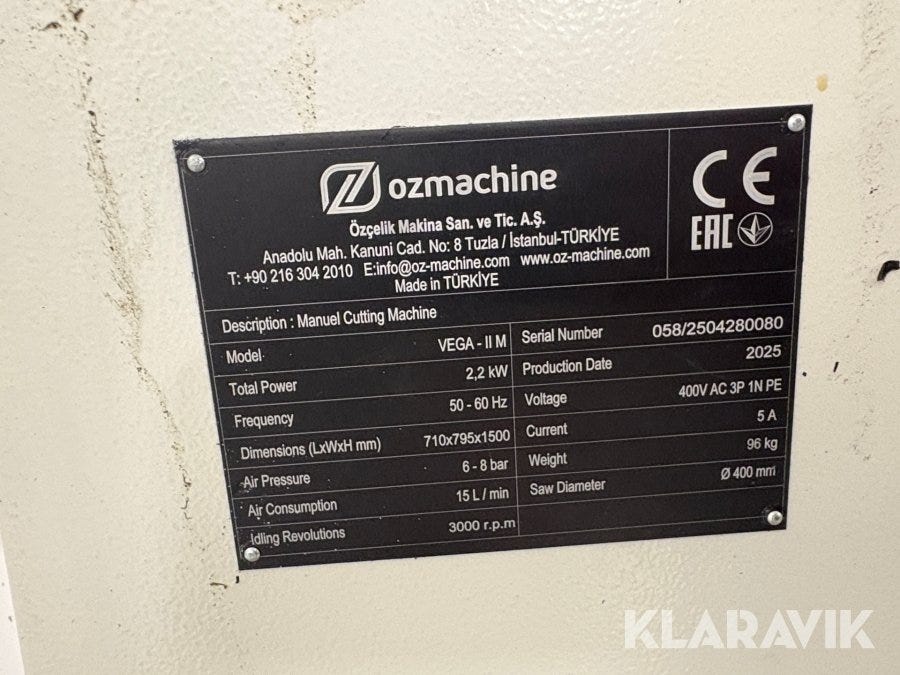 ozmachine
Özçelik Makina San. ve Tic. A.Ş.
Anadolu Mah. Kanuni Cad. No: 8 Tuzla / İstanbul-TÜRKİYE
T: +90 216 304 2010 E:info@oz-machine.com www.oz-machine.com
Made in TÜRKİYE
CE
EAC
Description : Manuel Cutting Machine
Model VEGA - II M
Total Power 2,2 kW
Frequency 50 - 60 Hz
Dimensions (LxWxH mm) 710x795x1500
Air Pressure 6 - 8 bar
Air Consumption 15 L / min
Idling Revolutions 3000 r.p.m
Serial Number 058/2504280080
Production Date 2025
Voltage 400V AC 3P 1N PE
Current 5 A
Weight 96 kg
Saw Diameter Ø 400 mm
KLARAVIK